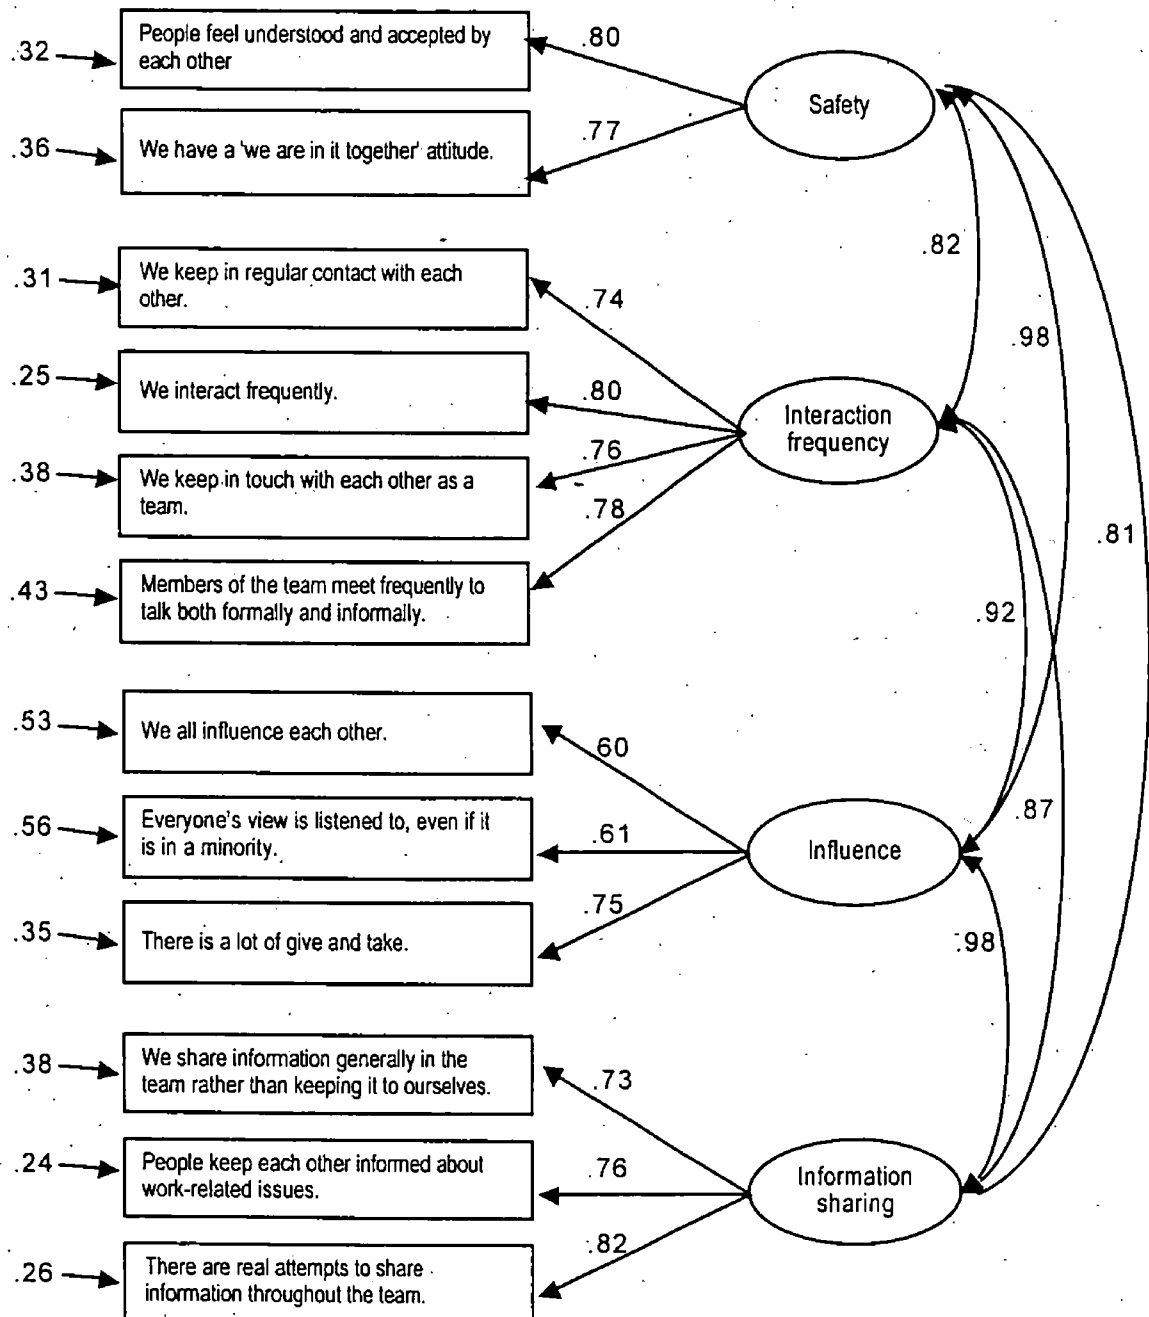 .32
People feel understood and accepted by
each other
.80
Safety
.36
We have a 'we are in it together' attitude.
.77
.82
.31
We keep in regular contact with each
other.
.74
.98
.25
We interact frequently.
.80
Interaction
frequency
.38
We keep in touch with each other as a
team.
.76
.78
.81
.43
Members of the team meet frequently to
talk both formally and informally.
.92
.53
We all influence each other.
.60
.56
Everyone's view is listened to, even if it
is in a minority.
.61
Influence
.87
.35
There is a lot of give and take.
.75
.98
.38
We share information generally in the
team rather than keeping it to ourselves.
.73
.24
People keep each other informed about
work-related issues.
.76
Information
sharing
.82
.26
There are real attempts to share
information throughout the team.